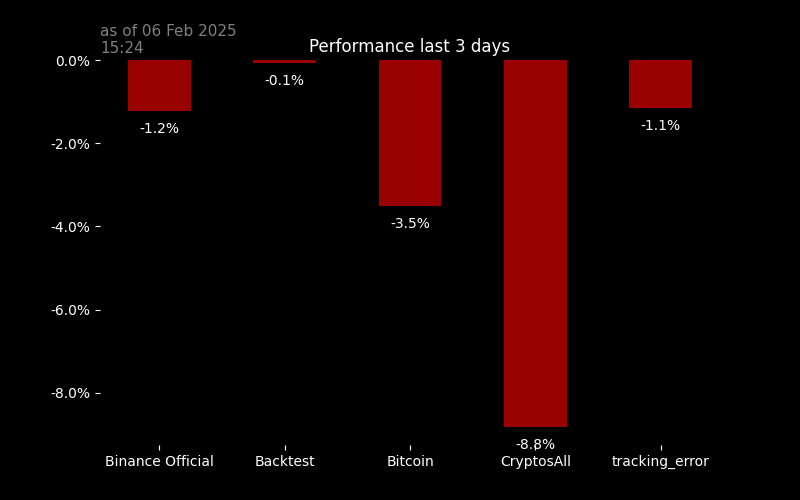 as of 06 Feb 2025
15:24
Performance last 3 days
0.0%
-2.0%
-4.0%
-6.0%
-8.0%
-1.2%
-0.1%
-3.5%
-8.8%
-1.1%
Binance Official
Backtest
Bitcoin
CryptosAll
tracking_error